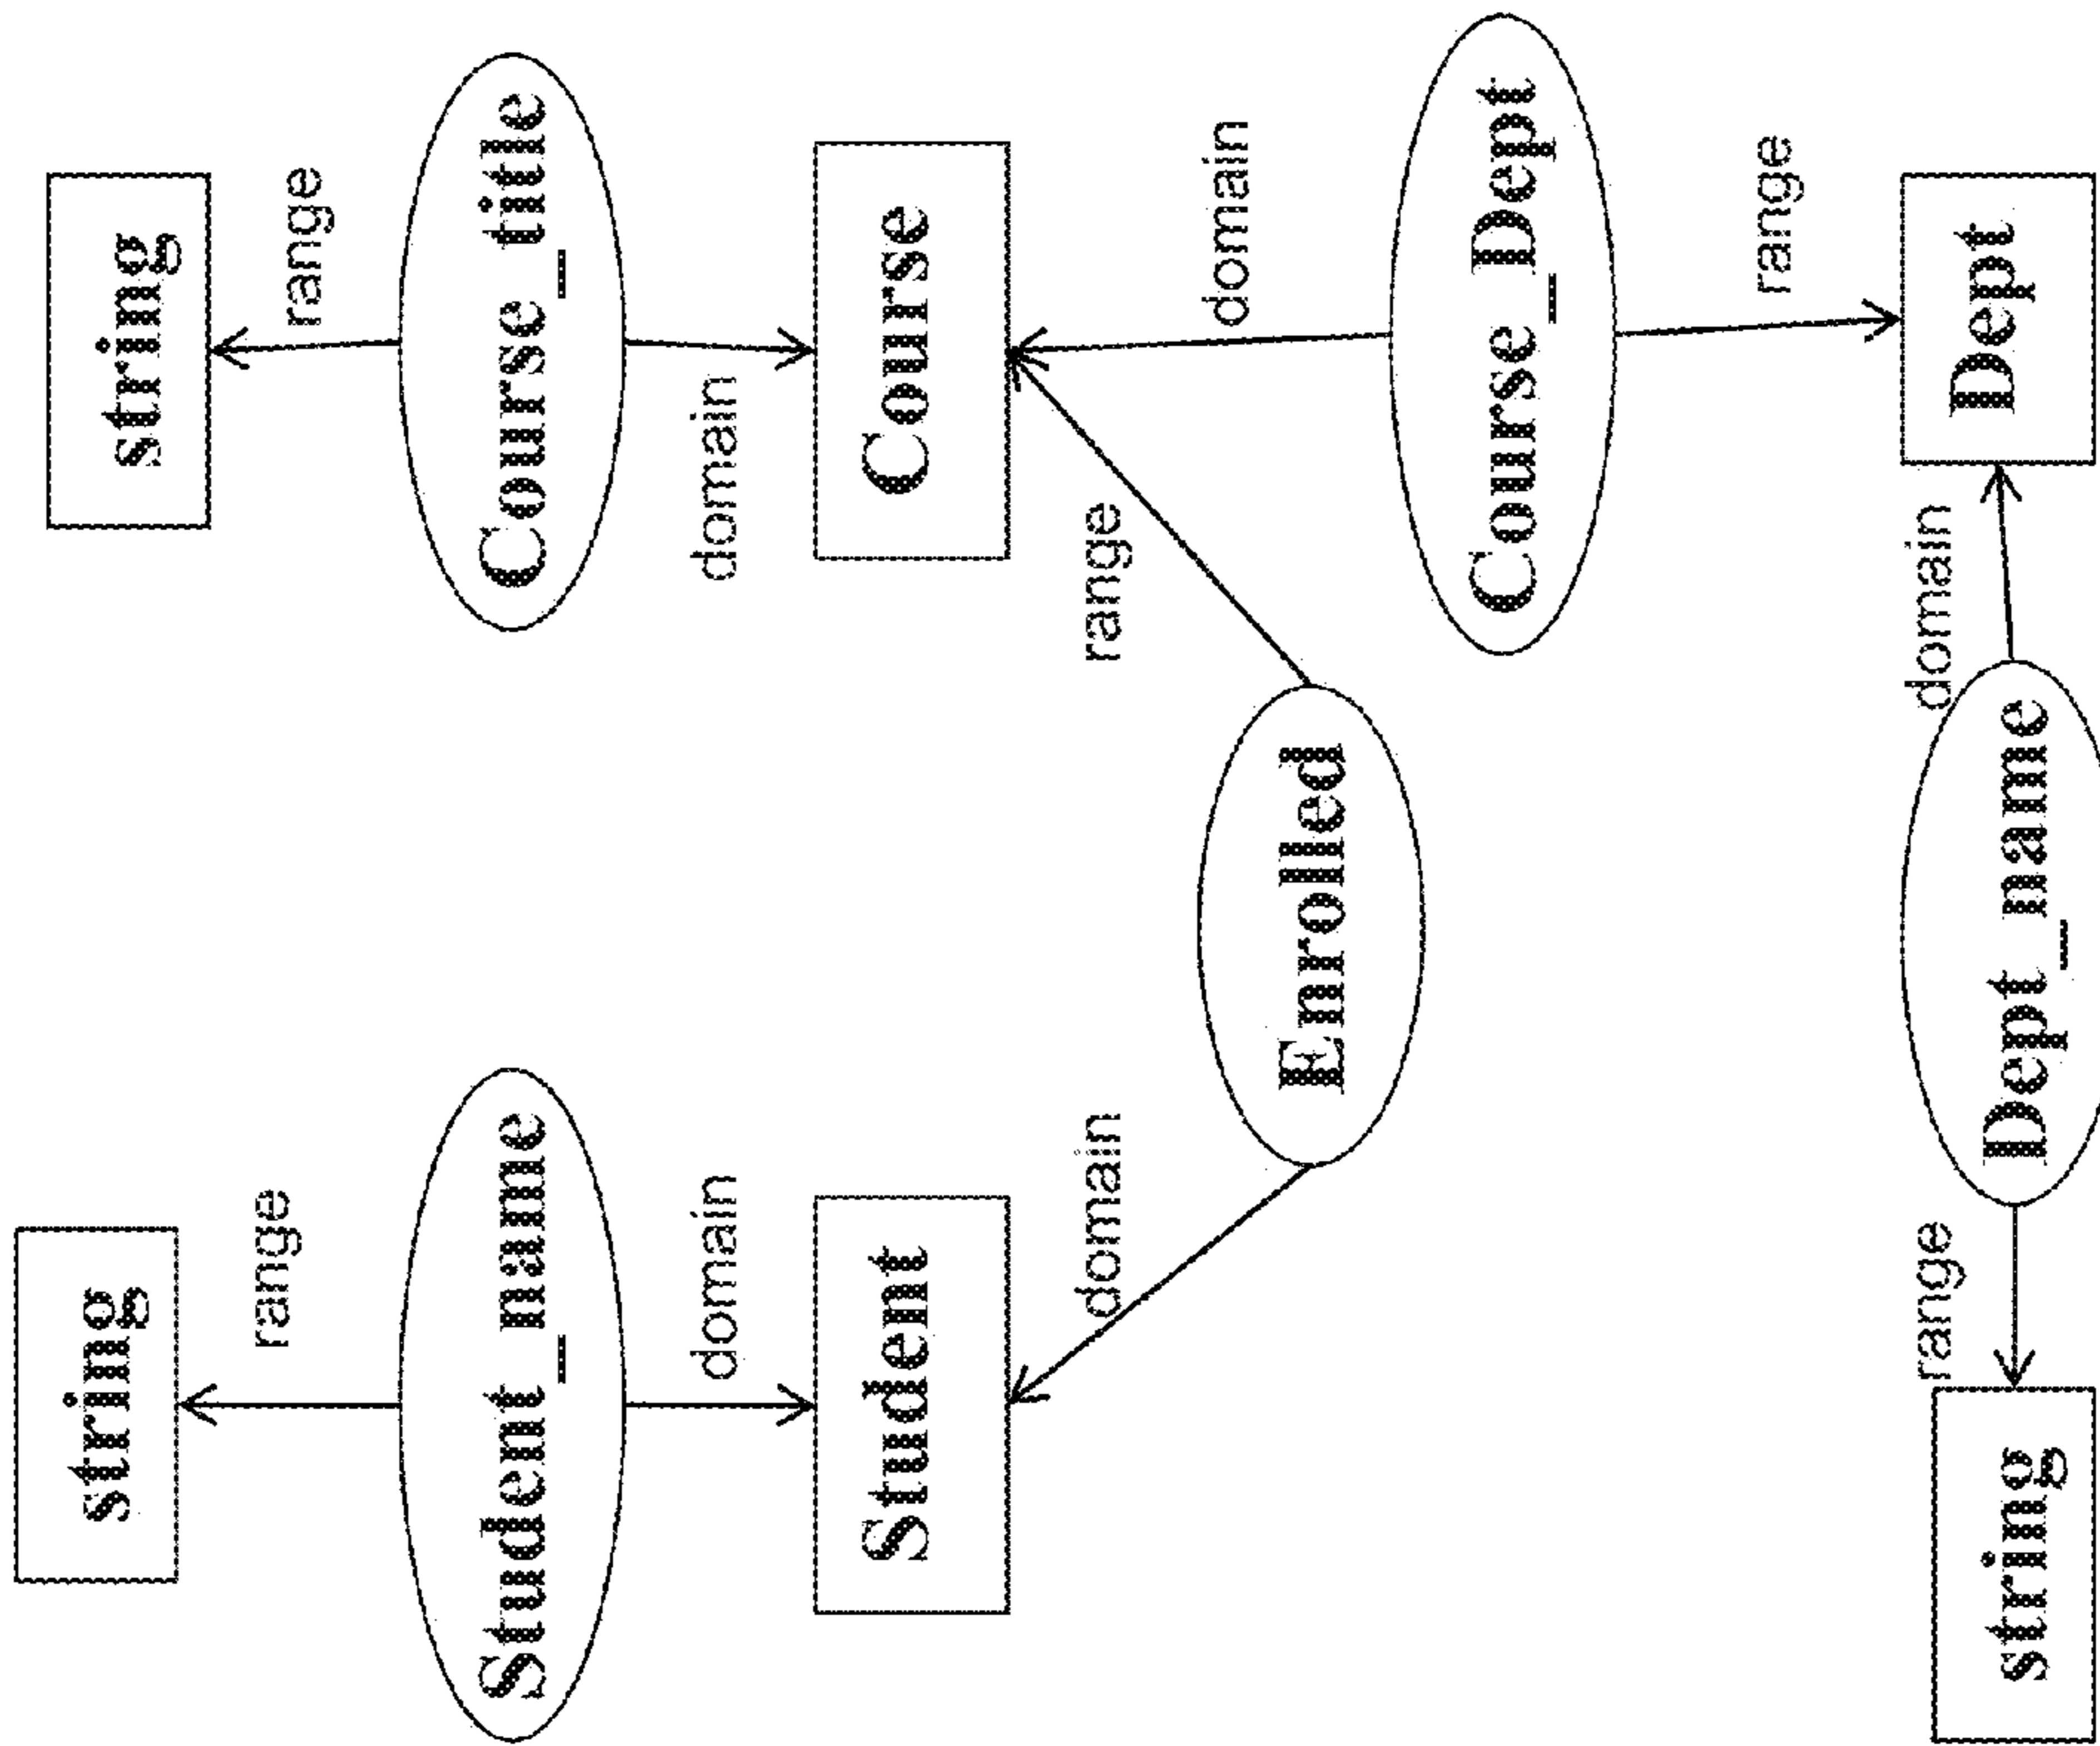 string
string
range
range
Student_name
Course_title
domain
domain
Student
Course
domain
range
domain
Enrolled
Course_Dept
range
range
domain
string
Dept_name
Dept